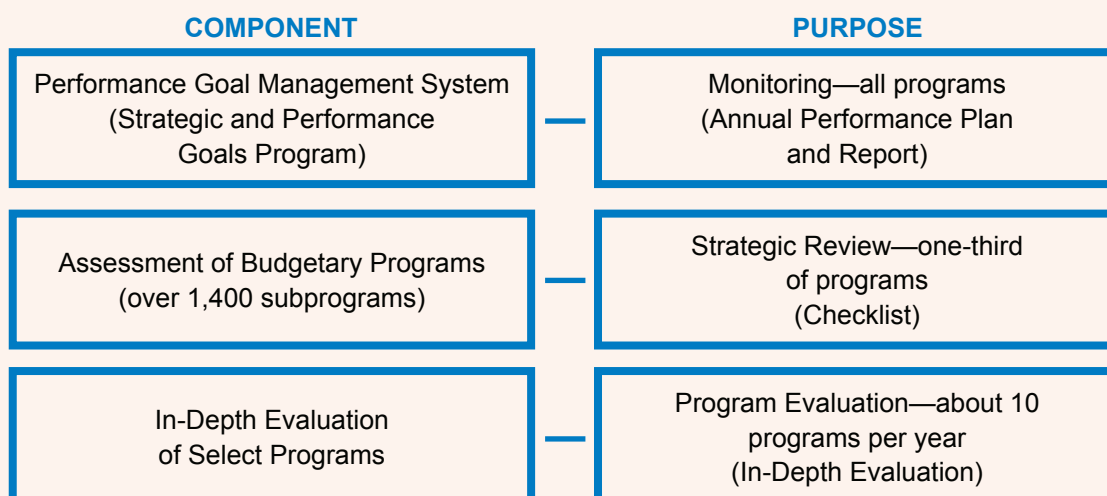 COMPONENT
PURPOSE
Performance Goal Management System
(Strategic and Performance
Goals Program)
Monitoring—all programs
(Annual Performance Plan
and Report)
Assessment of Budgetary Programs
(over 1,400 subprograms)
Strategic Review—one-third
of programs
(Checklist)
In-Depth Evaluation
of Select Programs
Program Evaluation—about 10
programs per year
(In-Depth Evaluation)